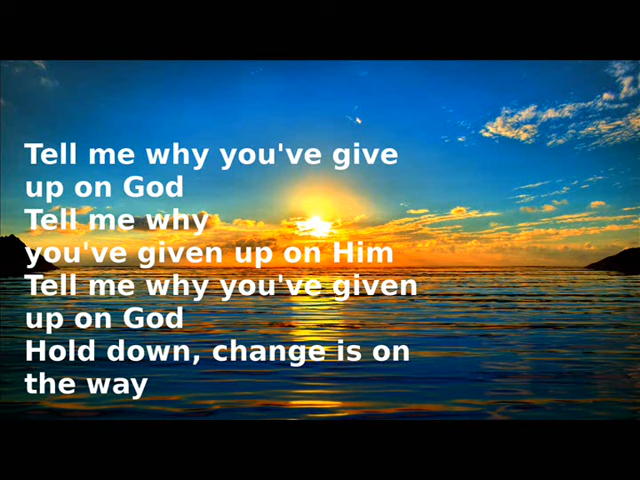 Tell me why you've give
up on God
Tell me why
you've given up on Him
Tell me why you've given
up on God
Hold down, change is on
the way